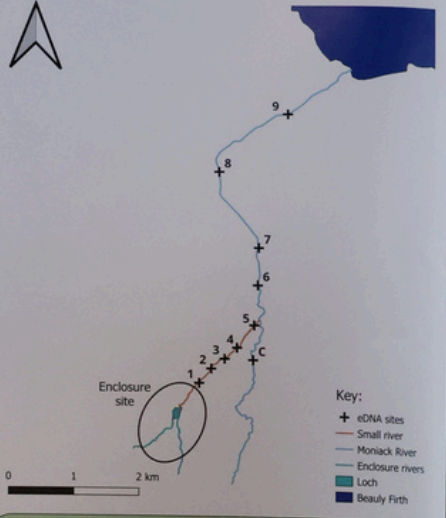 9
8
7
6
5
4
3
C
2
1
Enclosure
site
Key:
eDNA sites
Small river
Moniack River
Enclosure rivers
Loch
Beauly Firth
0 1 2 km